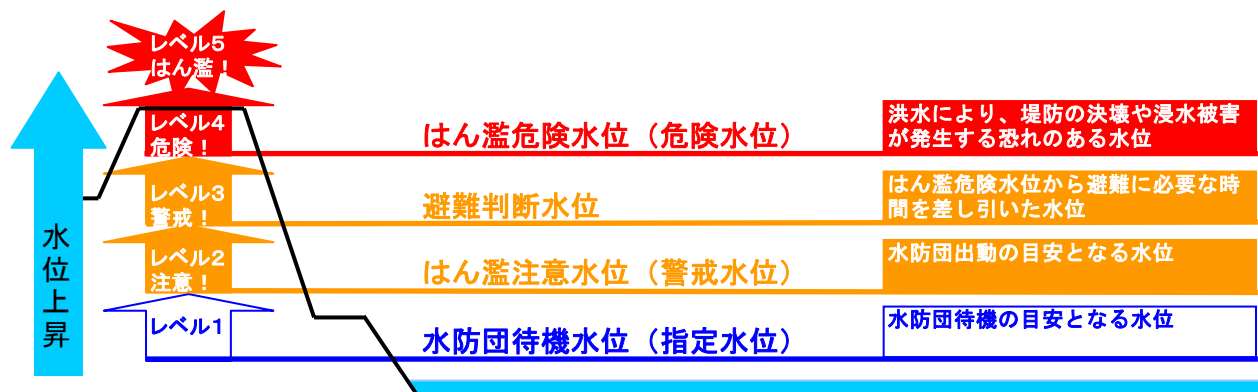 レベル5
はん濫！
レベル4
危険！
はん濫危険水位（危険水位）
洪水により、堤防の決壊や浸水被害
が発生する恐れのある水位
レベル3
警戒！
避難判断水位
はん濫危険水位から避難に必要な時
間を差し引いた水位
レベル2
注意！
はん濫注意水位（警戒水位）
水防団出動の目安となる水位
レベル1
水防団待機水位（指定水位）
水防団待機の目安となる水位
水位上昇